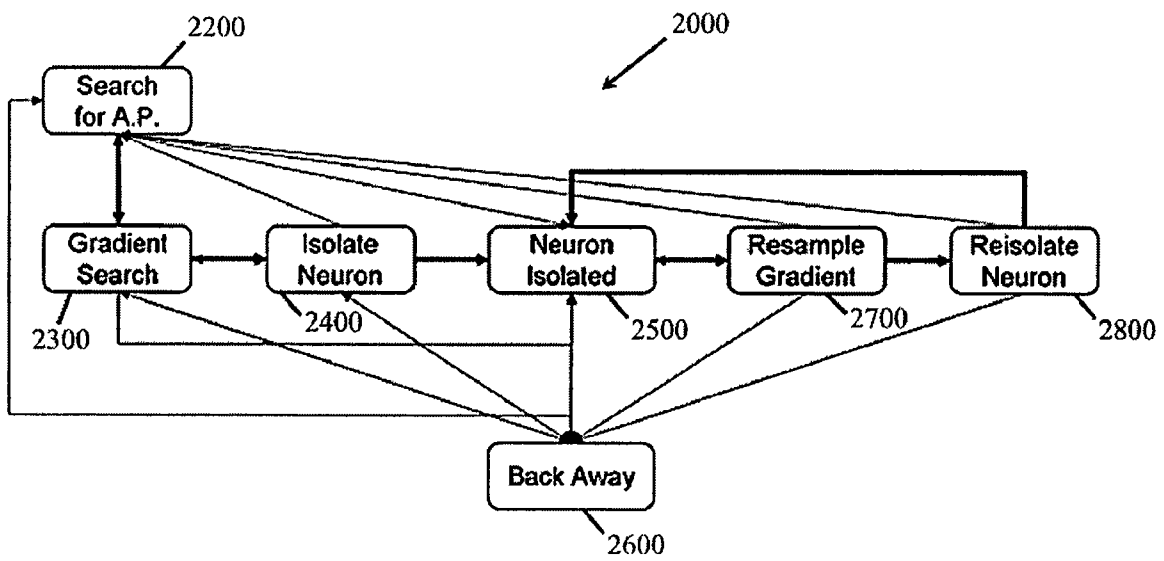 2200
2000
Search
for A.P.
Gradient
Search
Isolate
Neuron
Neuron
Isolated
Resample
Gradient
Reisolate
Neuron
2300
2400
2500
2700
2800
Back Away
2600